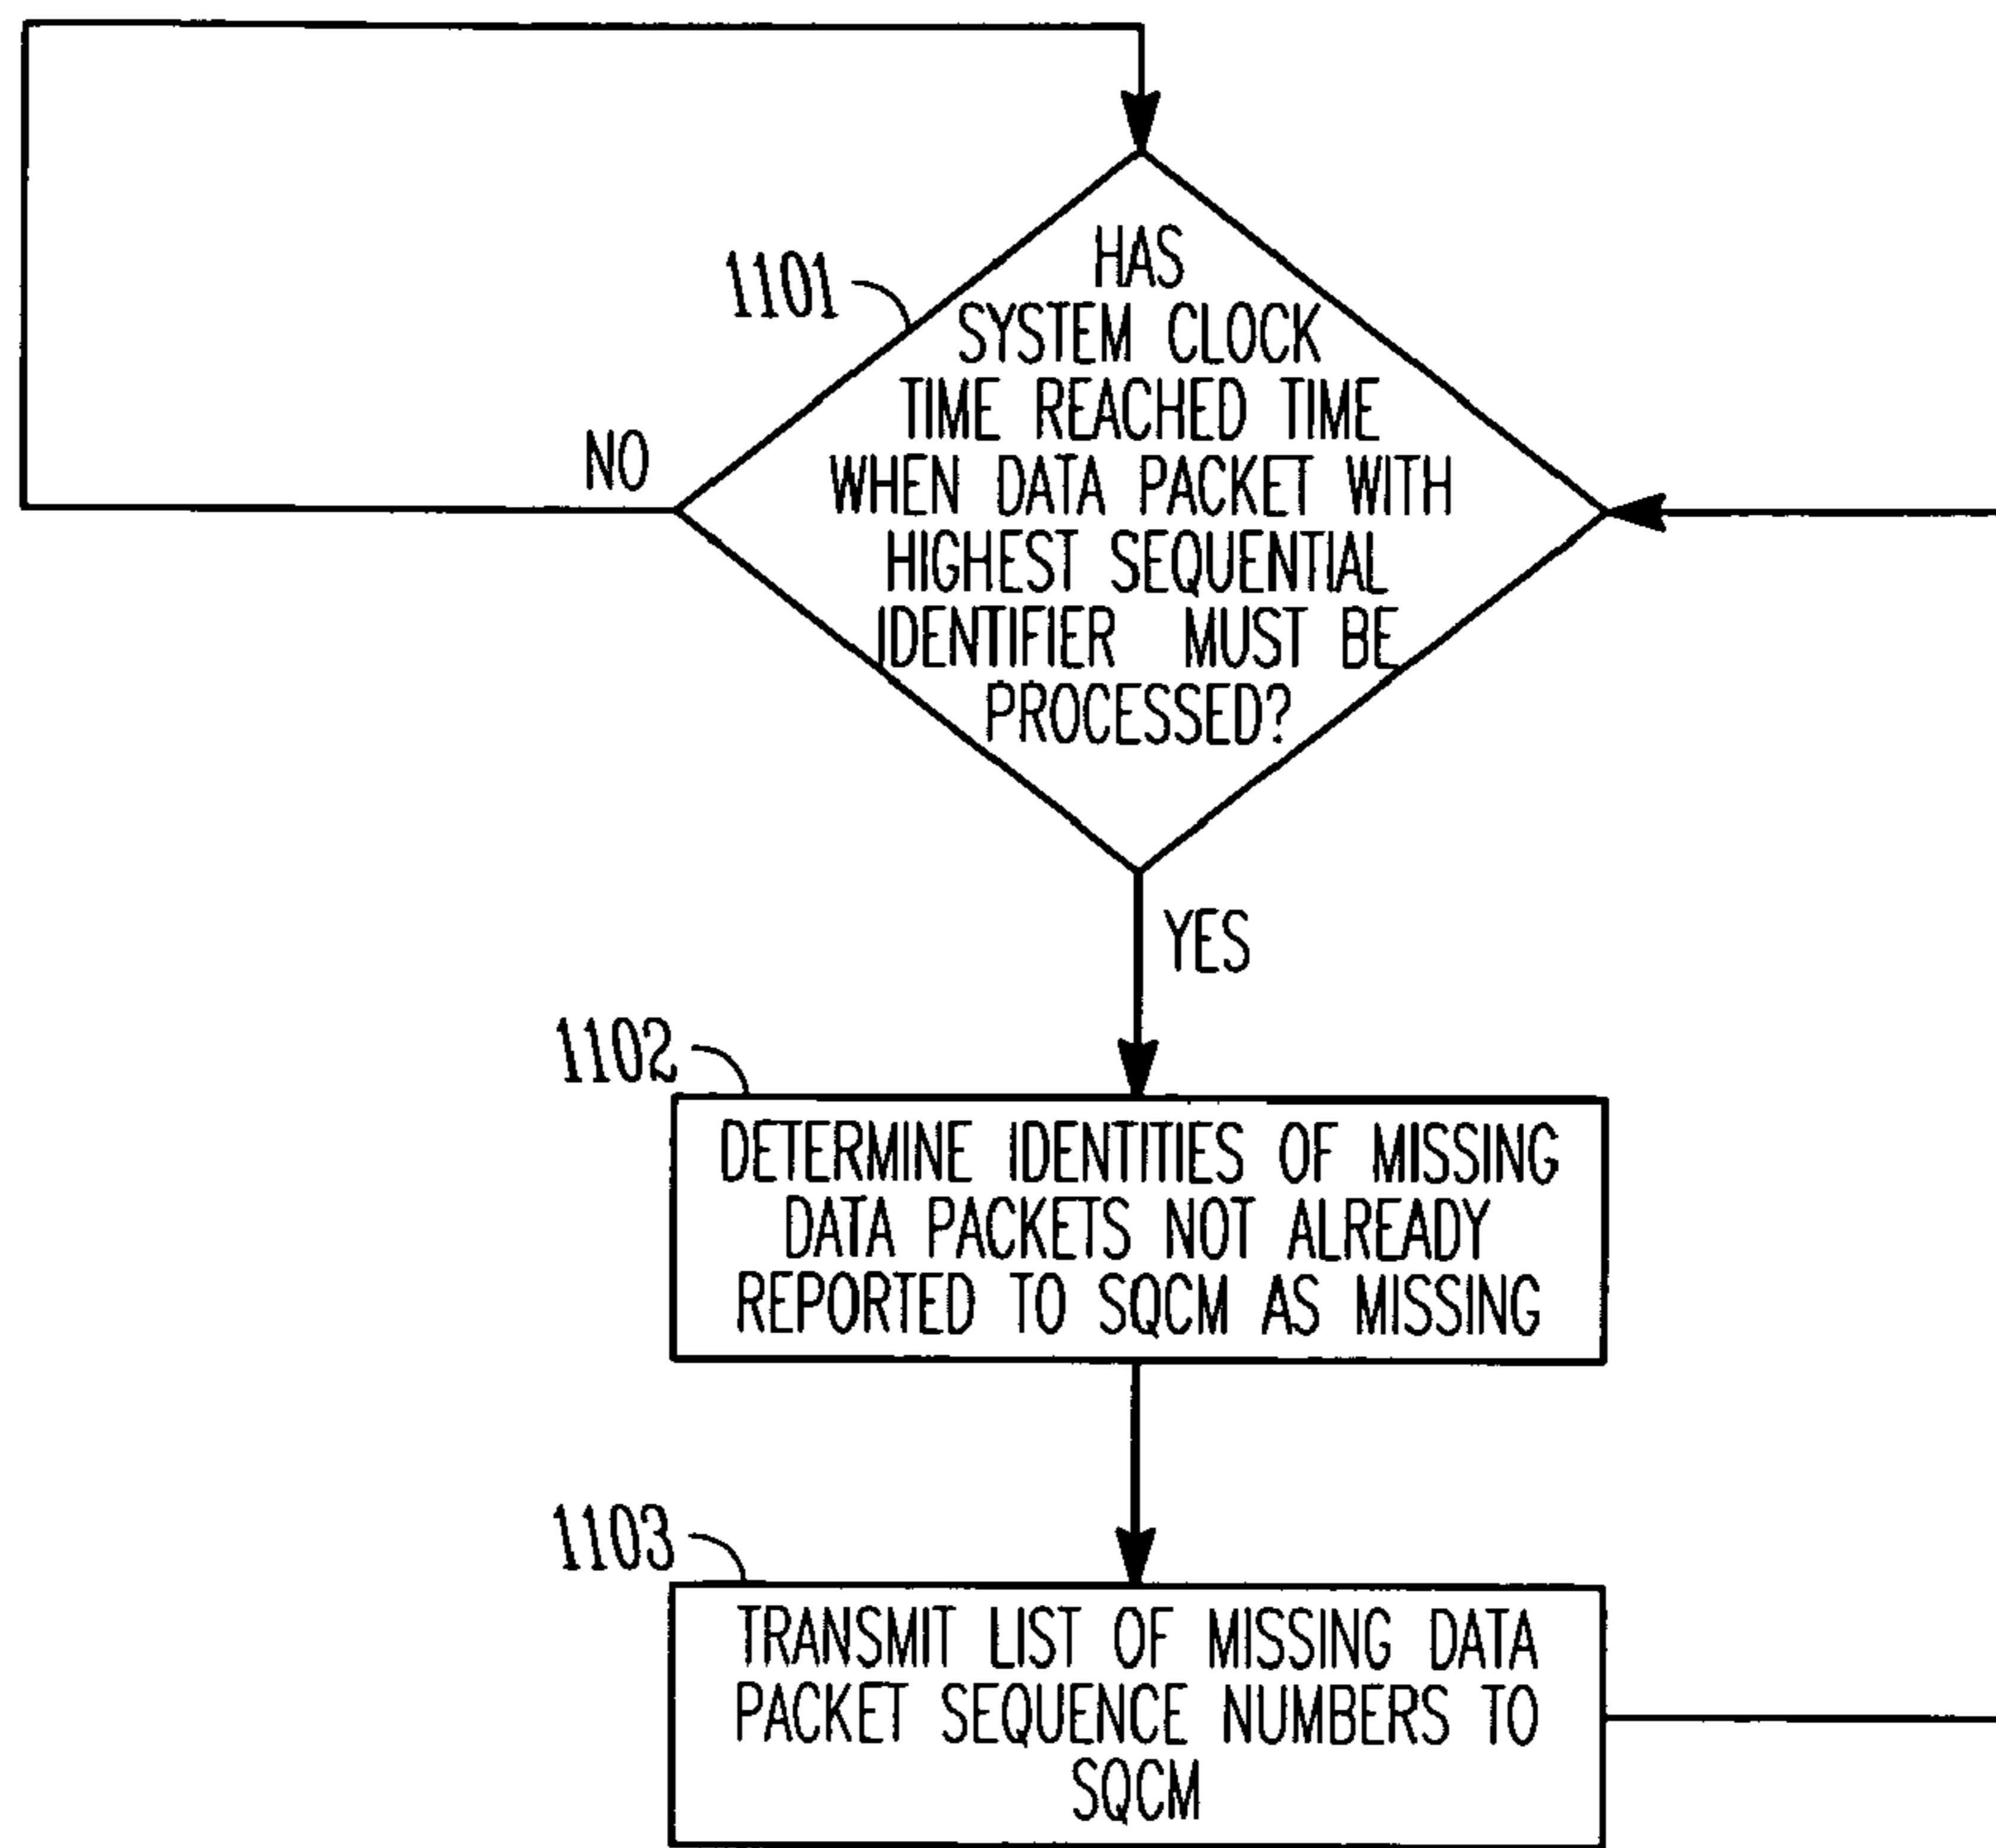 1101
HAS
SYSTEM CLOCK
TIME REACHED TIME
WHEN DATA PACKET WITH
HIGHEST SEQUENTIAL
IDENTIFIER MUST BE
PROCESSED?
NO
YES
1102
DETERMINE IDENTITIES OF MISSING
DATA PACKETS NOT ALREADY
REPORTED TO SQCM AS MISSING
1103
TRANSMIT LIST OF MISSING DATA
PACKET SEQUENCE NUMBERS TO
SQCM